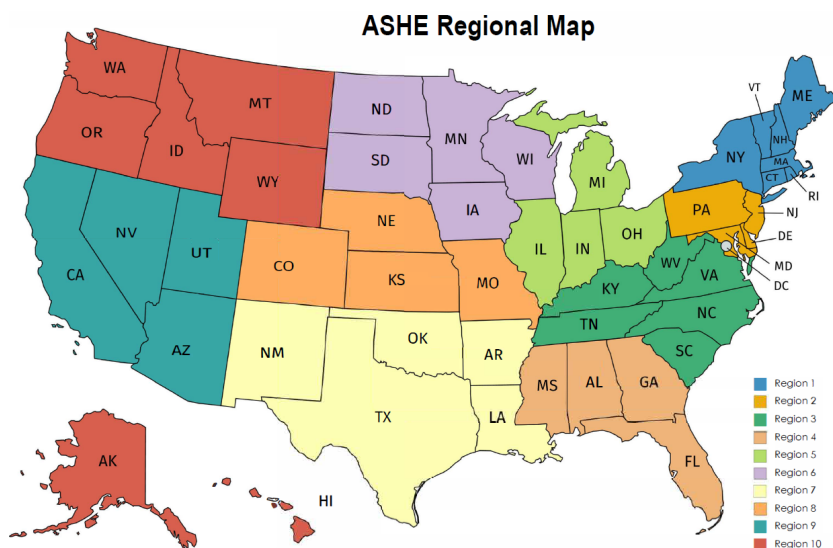 ASHE Regional Map
WA
MT
ND
MN
VT
ME
OR
ID
SD
WI
NY
NH
MA
CT
RI
WY
MI
IA
PA
NJ
NE
NV
UT
IL
IN
OH
DE
MD
DC
CA
CO
KS
MO
WV
VA
KY
NC
TN
AZ
NM
OK
AR
SC
MS
AL
GA
TX
LA
FL
AK
HI
Region 1
Region 2
Region 3
Region 4
Region 5
Region 6
Region 7
Region 8
Region 9
Region 10